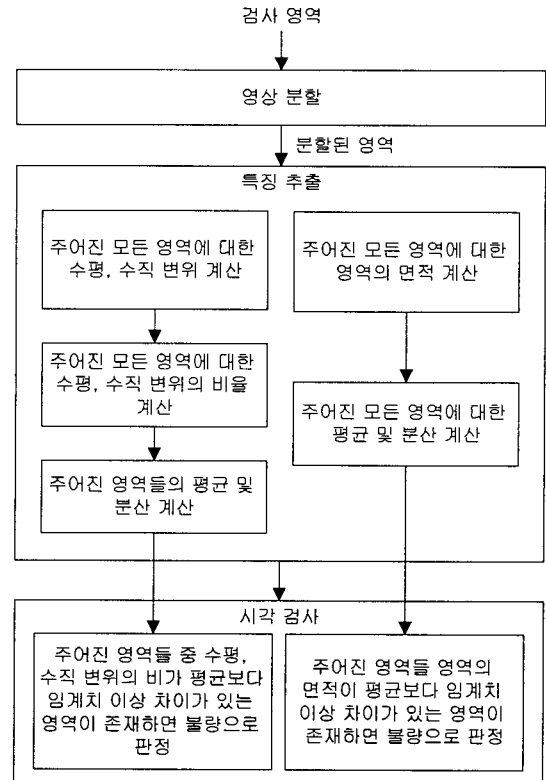 검사 영역
영상 분할
분할된 영역
특징 추출
주어진 모든 영역에 대한
수평, 수직 변위 계산
주어진 모든 영역에 대한
수평, 수직 변위의 비율
계산
주어진 영역들의 평균 및
분산 계산
주어진 모든 영역에 대한
영역의 면적 계산
주어진 모든 영역에 대한
평균 및 분산 계산
시각 검사
주어진 영역들 중 수평,
수직 변위의 비가 평균보다
임계치 이상 차이가 있는
영역이 존재하면 불량으로
판정
주어진 영역들 영역의
면적이 평균보다 임계치
이상 차이가 있는 영역이
존재하면 불량으로 판정